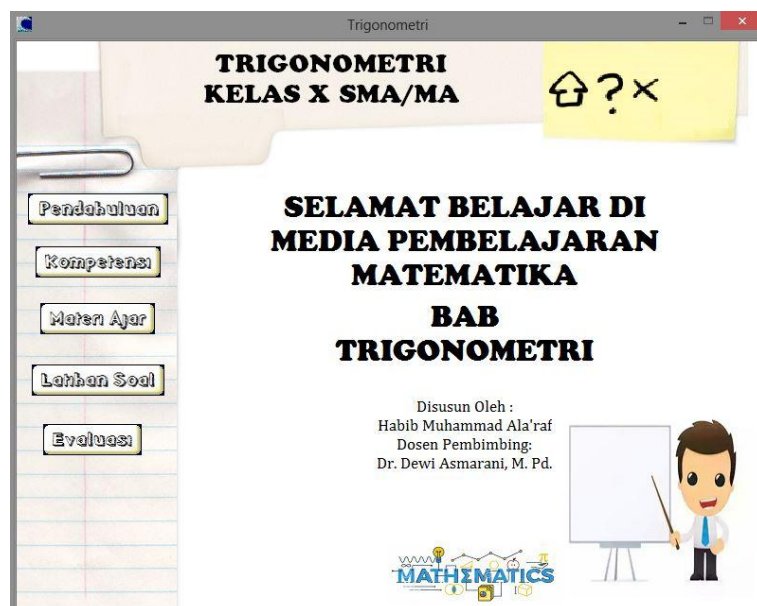 Trigonometri
TRIGONOMETRI
KELAS X SMA/MA
?
Pendahuluan
Kompetensi
Materi Ajar
Latihan Soal
Evaluasi
SELAMAT BELAJAR DI
MEDIA PEMBELAJARAN
MATEMATIKA
BAB
TRIGONOMETRI
Disusun Oleh :
Habib Muhammad Ala'raf
Dosen Pembimbing:
Dr. Dewi Asmarani, M. Pd.
MATHΣMATICS